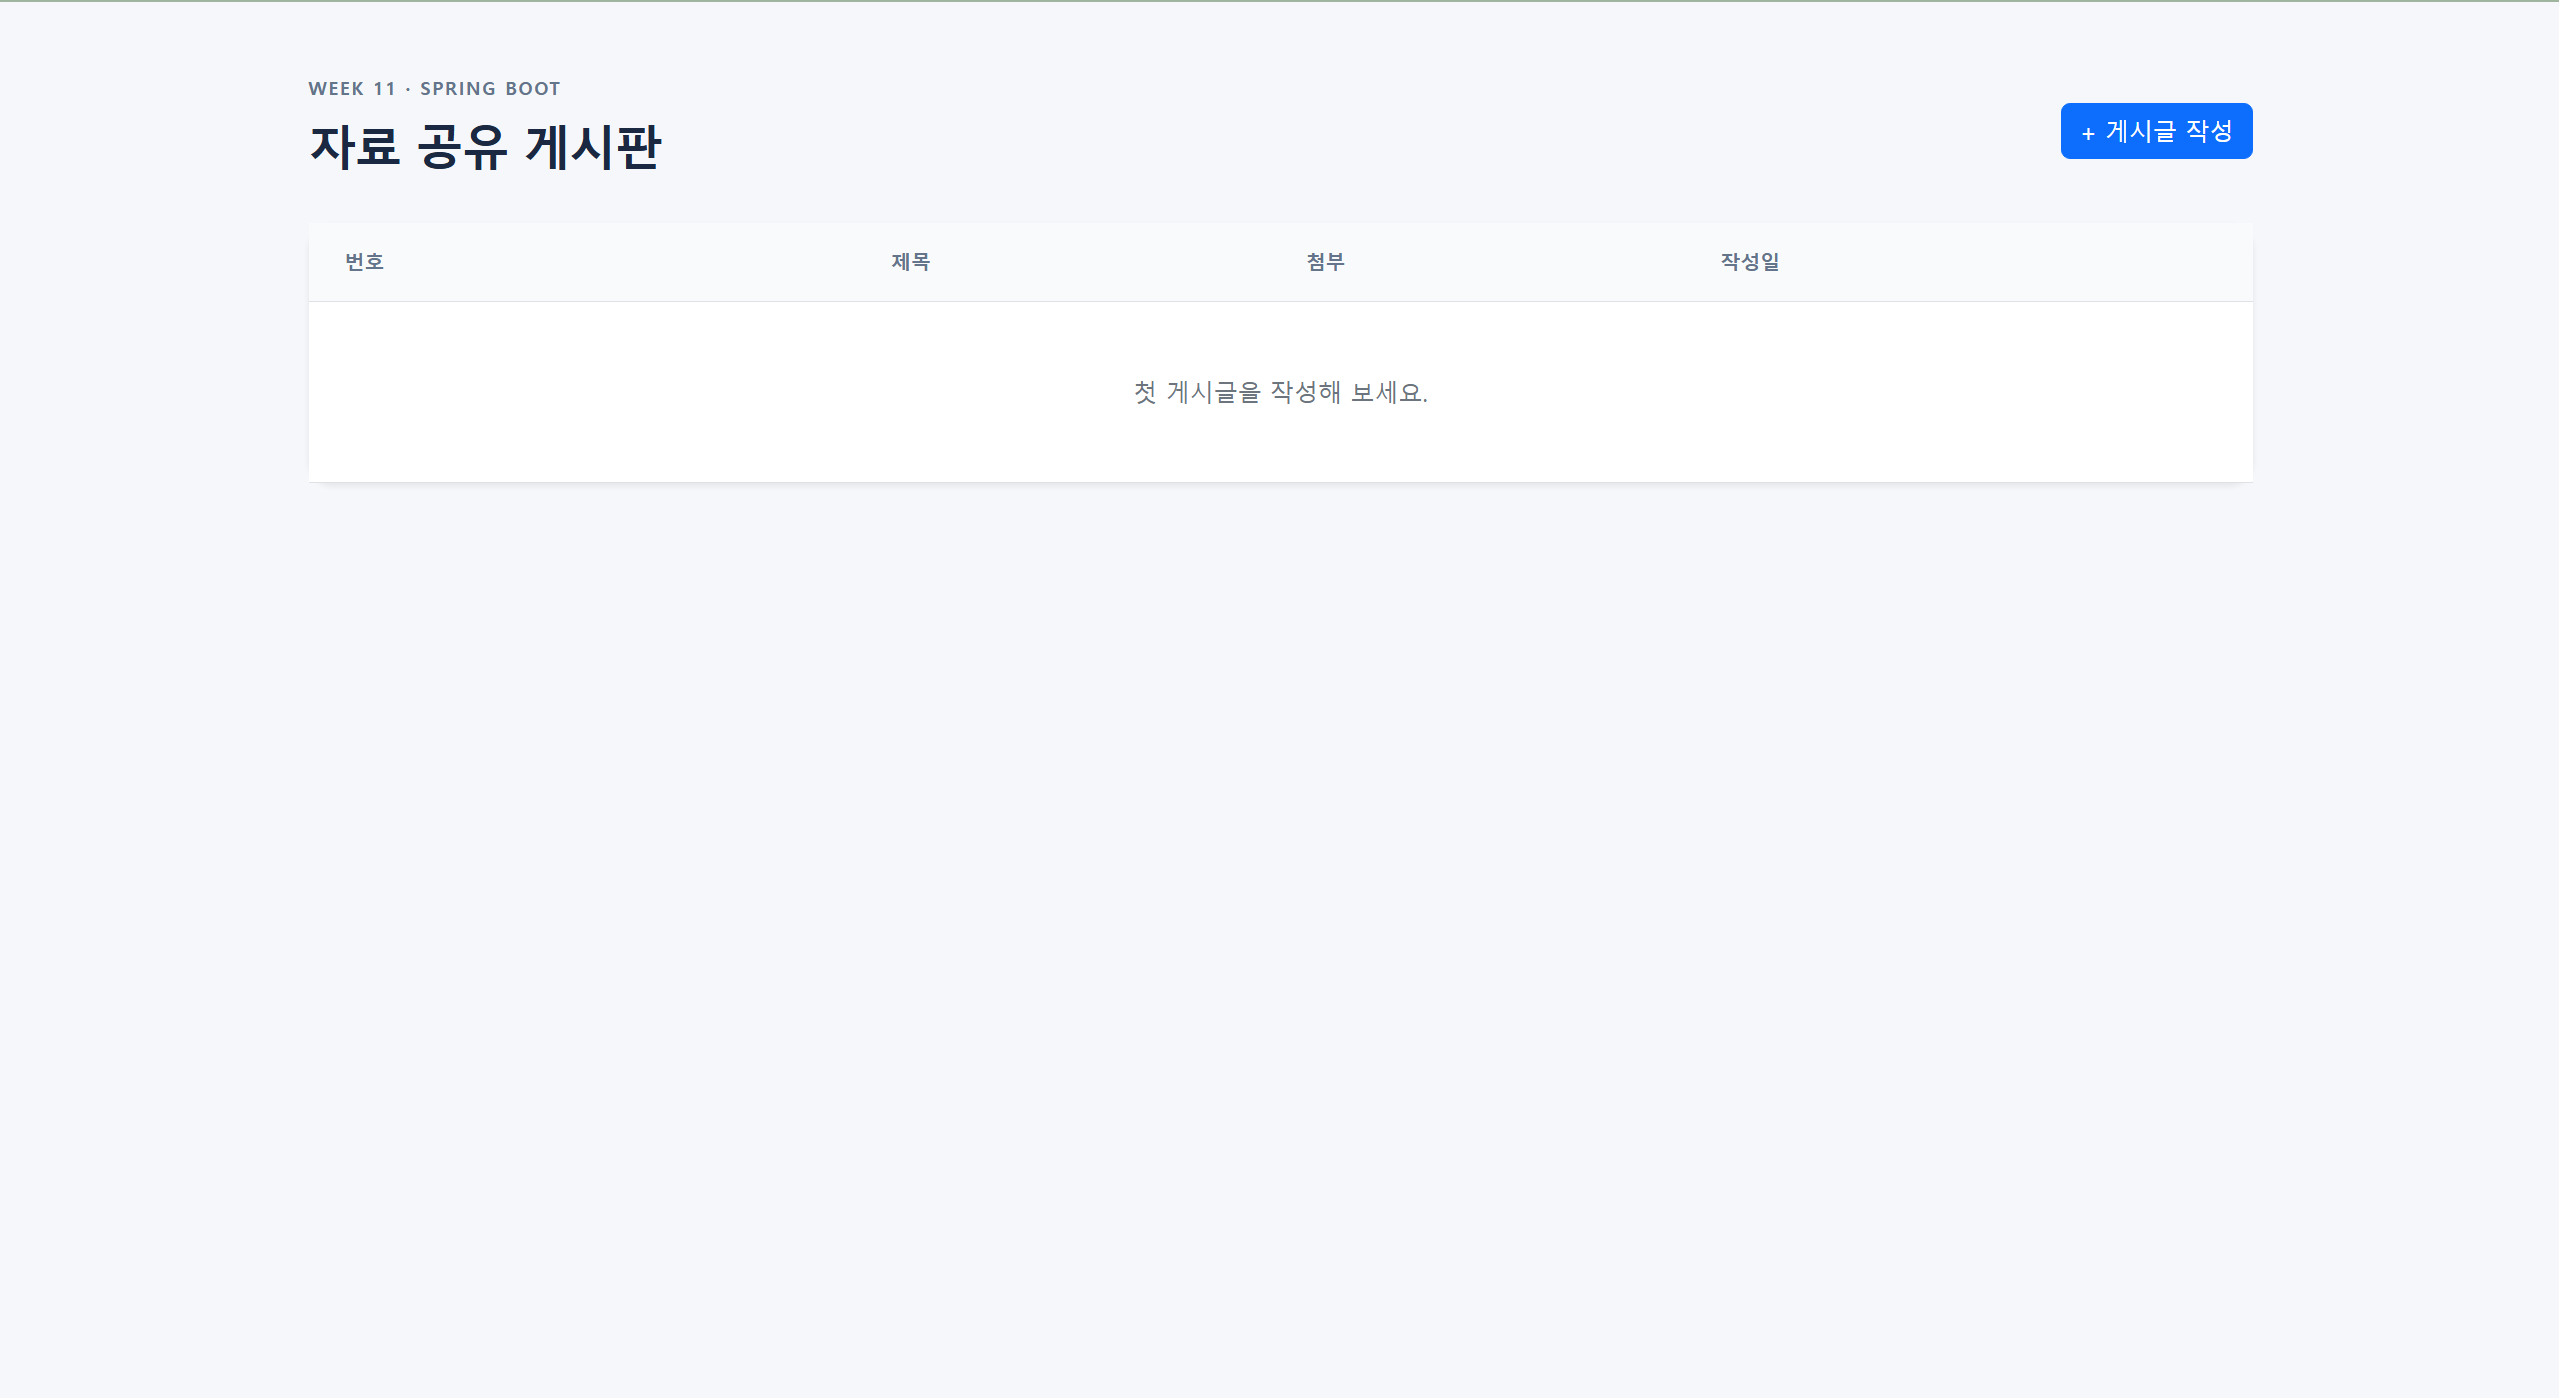 WEEK 11 · SPRING BOOT
자료 공유 게시판
+ 게시글 작성
번호 제목 첨부 작성일
첫 게시글을 작성해 보세요.